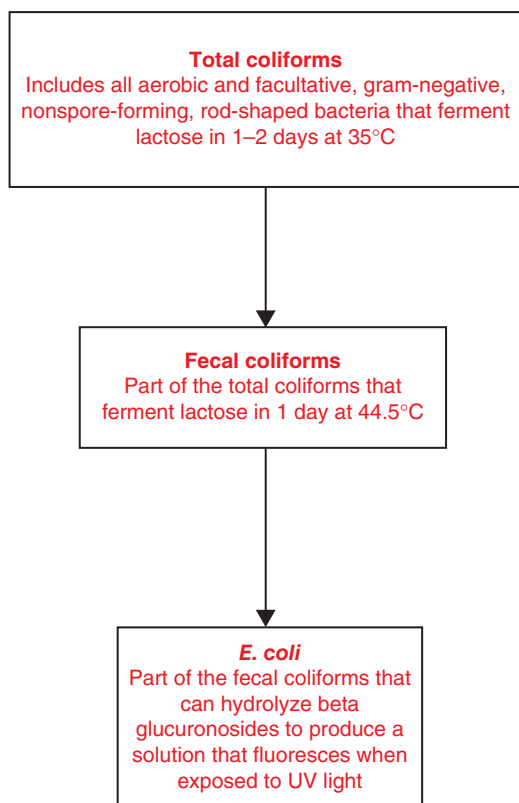 Total coliforms
Includes all aerobic and facultative, gram-negative,
nonspore-forming, rod-shaped bacteria that ferment
lactose in 1–2 days at 35°C
Fecal coliforms
Part of the total coliforms that
ferment lactose in 1 day at 44.5°C
E. coli
Part of the fecal coliforms that
can hydrolyze beta
glucuronosides to produce a
solution that fluoresces when
exposed to UV light